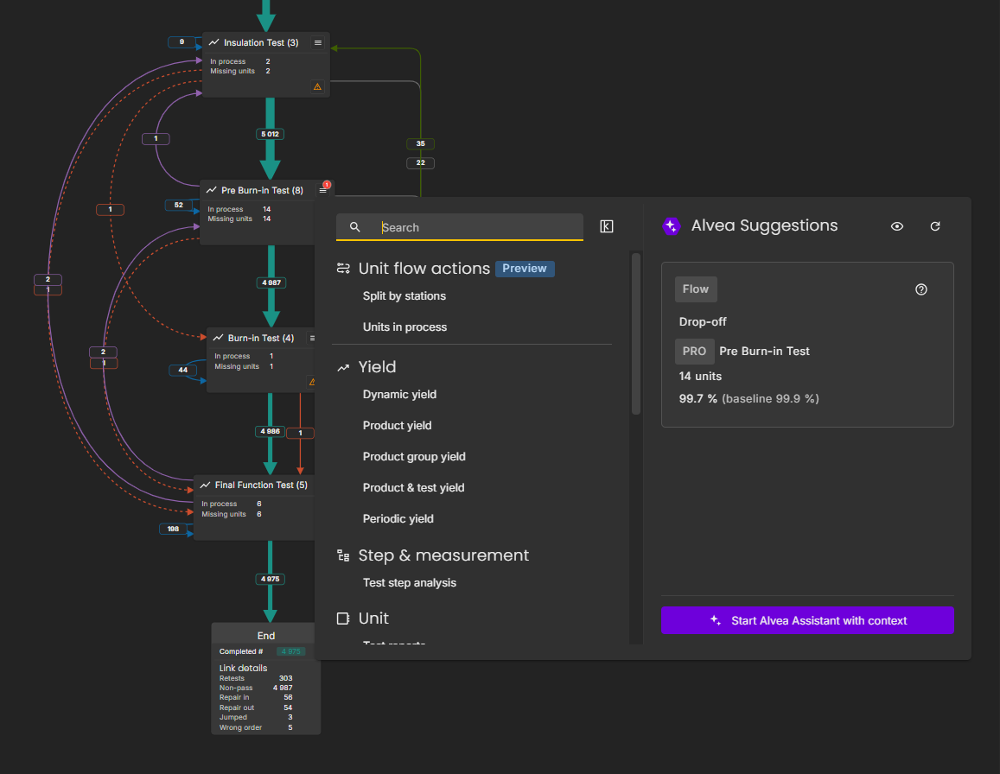 9
Insulation Test (3)
In process 2
Missing units 2
1
5 012
35
22
Pre Burn-in Test (8)
1
52
In process 14
Missing units 14
1
Search
Alvea Suggestions
Unit flow actions Preview
Split by stations
Units in process
Flow
Drop-off
PRO Pre Burn-in Test
14 units
99.7 % (baseline 99.9 %)
2
1
4 987
Burn-in Test (4)
In process 1
Missing units 1
2
1
44
Yield
Dynamic yield
Product yield
Product group yield
Product & test yield
Periodic yield
4 986
1
Final Function Test (5)
In process 6
Missing units 6
198
Step & measurement
Test step analysis
4 975
Unit
Test reports
Start Alvea Assistant with context
End
Completed # 4 975
Link details
Retests 303
Non-pass 4 987
Repair in 56
Repair out 54
Jumped 3
Wrong order 5